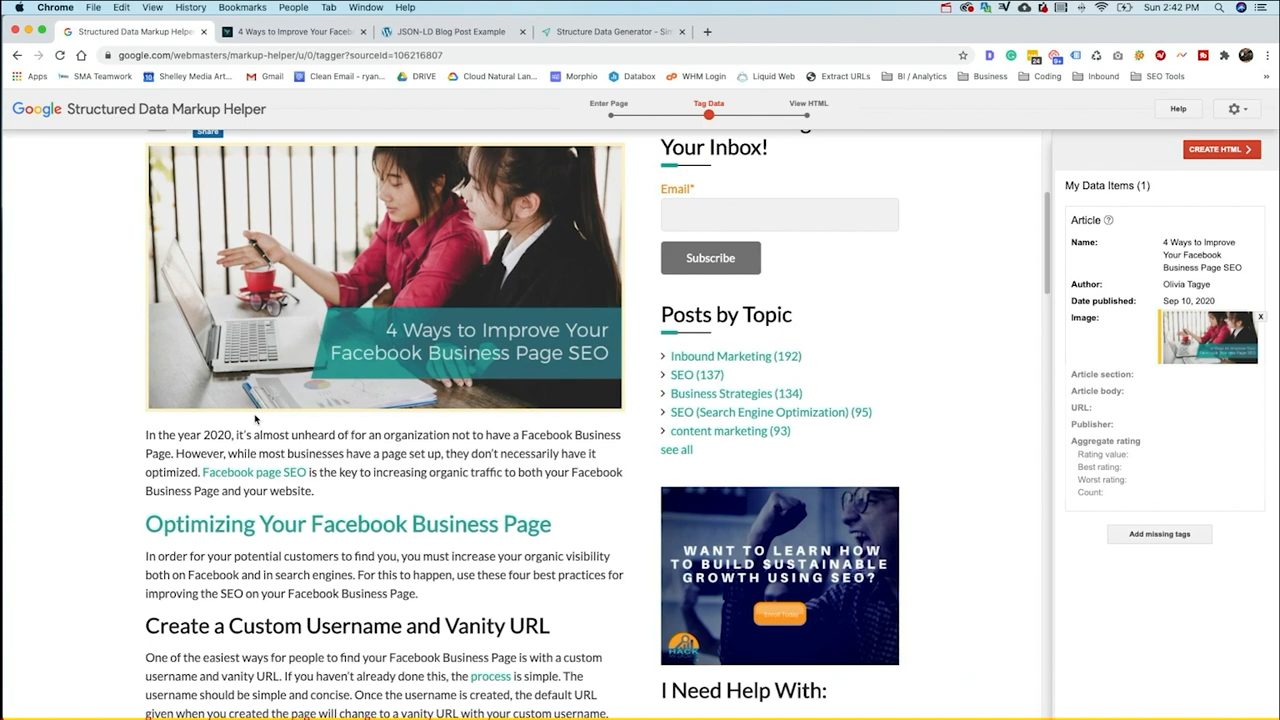 Chrome File Edit View History Bookmarks People Tab Window Help
Sun 2:42 PM
Structured Data Markup Helpe
4 Ways to Improve Your Faceb
JSON-LD Blog Post Example
Structure Data Generator - Sim
google.com/webmasters/markup-helper/u/0/tagger?sourceId=106216807
24
9+
Apps SMA Teamwork Shelley Media Art... Gmail Clean Email - ryan... DRIVE Cloud Natural Lan... Morphio Databox WHM Login Liquid Web Extract URLs BI / Analytics Business Coding Inbound SEO Tools »
Google Structured Data Markup Helper
Enter Page Tag Data View HTML
Help
Share
4 Ways to Improve Your
Facebook Business Page SEO
In the year 2020, it's almost unheard of for an organization not to have a Facebook Business
Page. However, while most businesses have a page set up, they don't necessarily have it
optimized. Facebook page SEO is the key to increasing organic traffic to both your Facebook
Business Page and your website.
Optimizing Your Facebook Business Page
In order for your potential customers to find you, you must increase your organic visibility
both on Facebook and in search engines. For this to happen, use these four best practices for
improving the SEO on your Facebook Business Page.
Create a Custom Username and Vanity URL
One of the easiest ways for people to find your Facebook Business Page is with a custom
username and vanity URL. If you haven't already done this, the process is simple. The
username should be simple and concise. Once the username is created, the default URL
given when you created the page will change to a vanity URL with your custom username.
Your Inbox!
Email*
Subscribe
Posts by Topic
Inbound Marketing (192)
SEO (137)
Business Strategies (134)
SEO (Search Engine Optimization) (95)
content marketing (93)
see all
WANT TO LEARN HOW
TO BUILD SUSTAINABLE
GROWTH USING SEO?
Enroll Today
HACK
I Need Help With:
CREATE HTML
My Data Items (1)
Article
Name: 4 Ways to Improve
Your Facebook
Business Page SEO
Author: Olivia Tagye
Date published: Sep 10, 2020
Image:
X
Article section:
Article body:
URL:
Publisher:
Aggregate rating
Rating value:
Best rating:
Worst rating:
Count:
Add missing tags